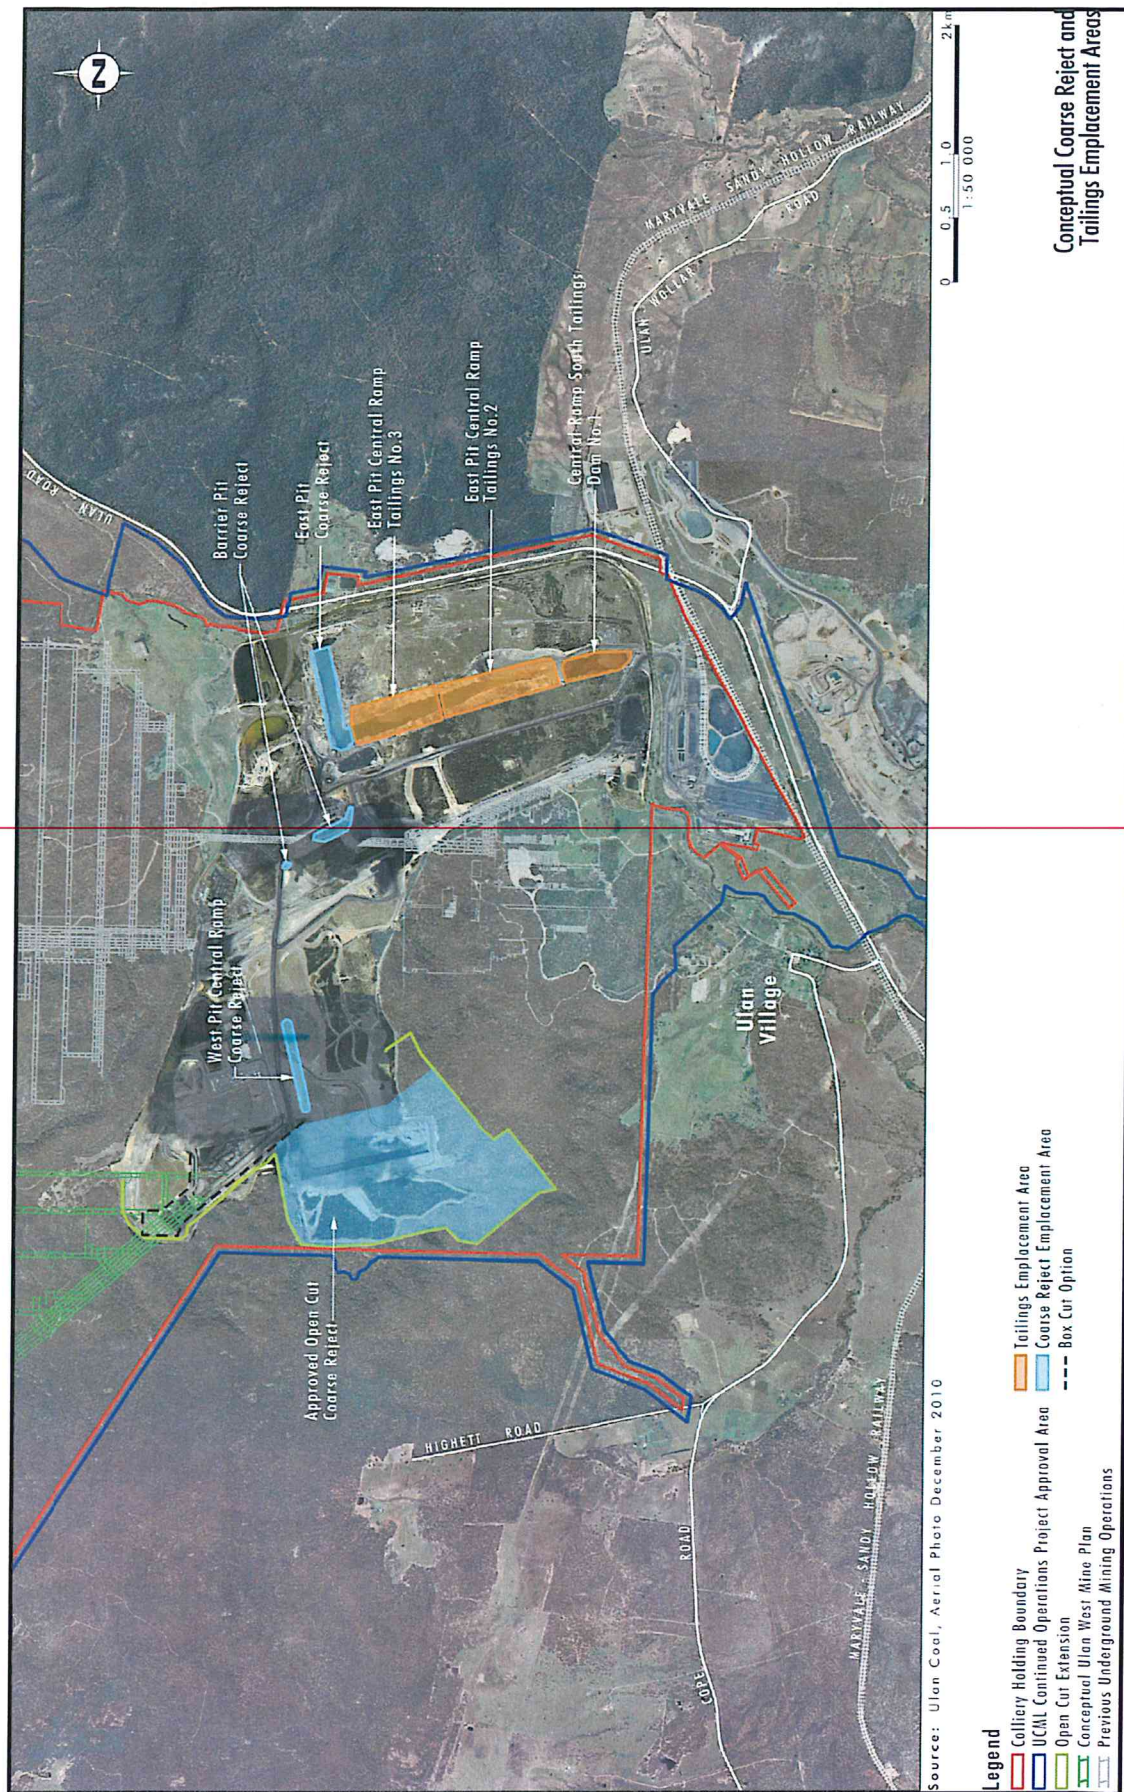 N
ULAN ROAD
Barrier Pit
Coarse Reject
East Pit
Coarse Reject
East Pit Central Ramp
Tailings No.3
East Pit Central Ramp
Tailings No.2
Central Ramp South Tailings
Dam No.1
West Pit Central Ramp
Coarse Reject
Approved Open Cut
Coarse Reject
MARYVALE SANDY HOLLOW RAILWAY
ULAN WOLLAR ROAD
Ulan
Village
HIGHETT ROAD
COPE ROAD
MARYVALE - SANDY HOLLOW RAILWAY
Source: Ulan Coal, Aerial Photo December 2010
0 0.5 1.0 2km
1:50 000
Legend
Colliery Holding Boundary
UCML Continued Operations Project Approval Area
Open Cut Extension
Conceptual Ulan West Mine Plan
Previous Underground Mining Operations
Tailings Emplacement Area
Coarse Reject Emplacement Area
Box Cut Option
Conceptual Coarse Reject and
Tailings Emplacement Areas